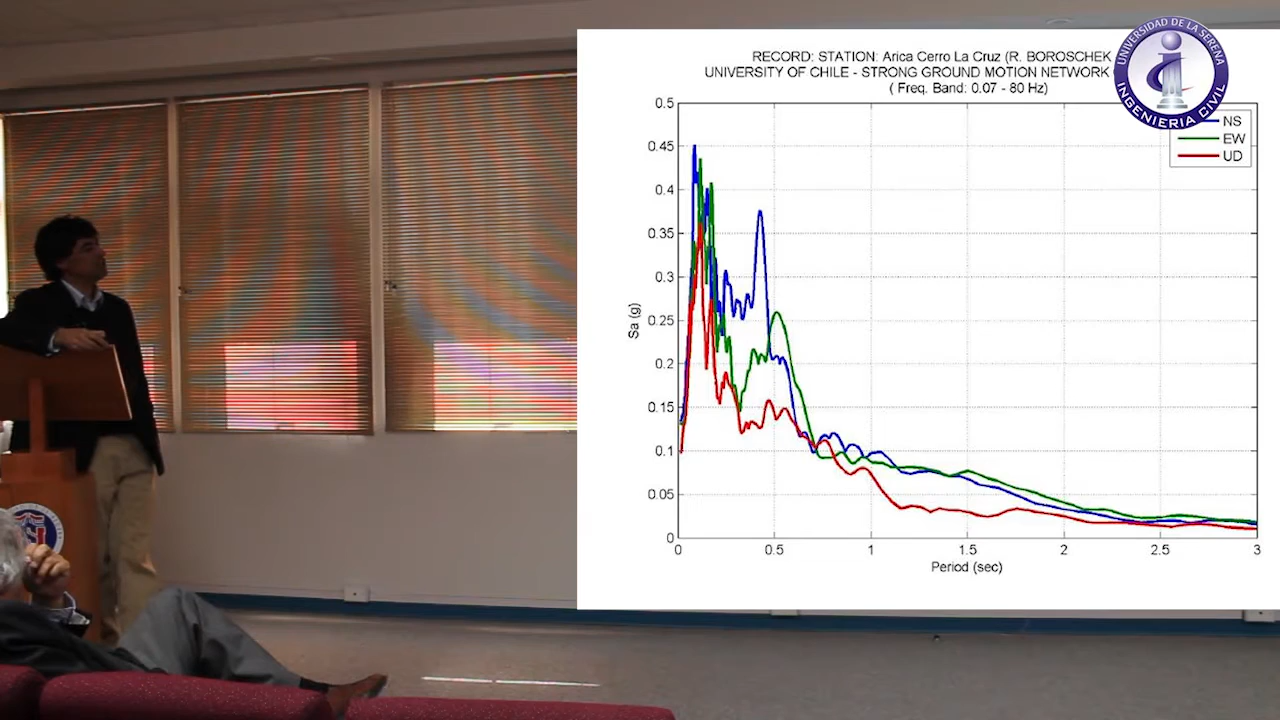 RECORD: STATION: Arica Cerro La Cruz (R. BOROSCHEK
UNIVERSITY OF CHILE - STRONG GROUND MOTION NETWORK
( Freq. Band: 0.07 - 80 Hz)
UNIVERSIDAD DE LA SERENA
INGENIERIA CIVIL
NS
EW
UD
0.5
0.45
0.4
0.35
0.3
0.25
0.2
0.15
0.1
0.05
0
Sa (g)
0 0.5 1 1.5 2 2.5 3
Period (sec)